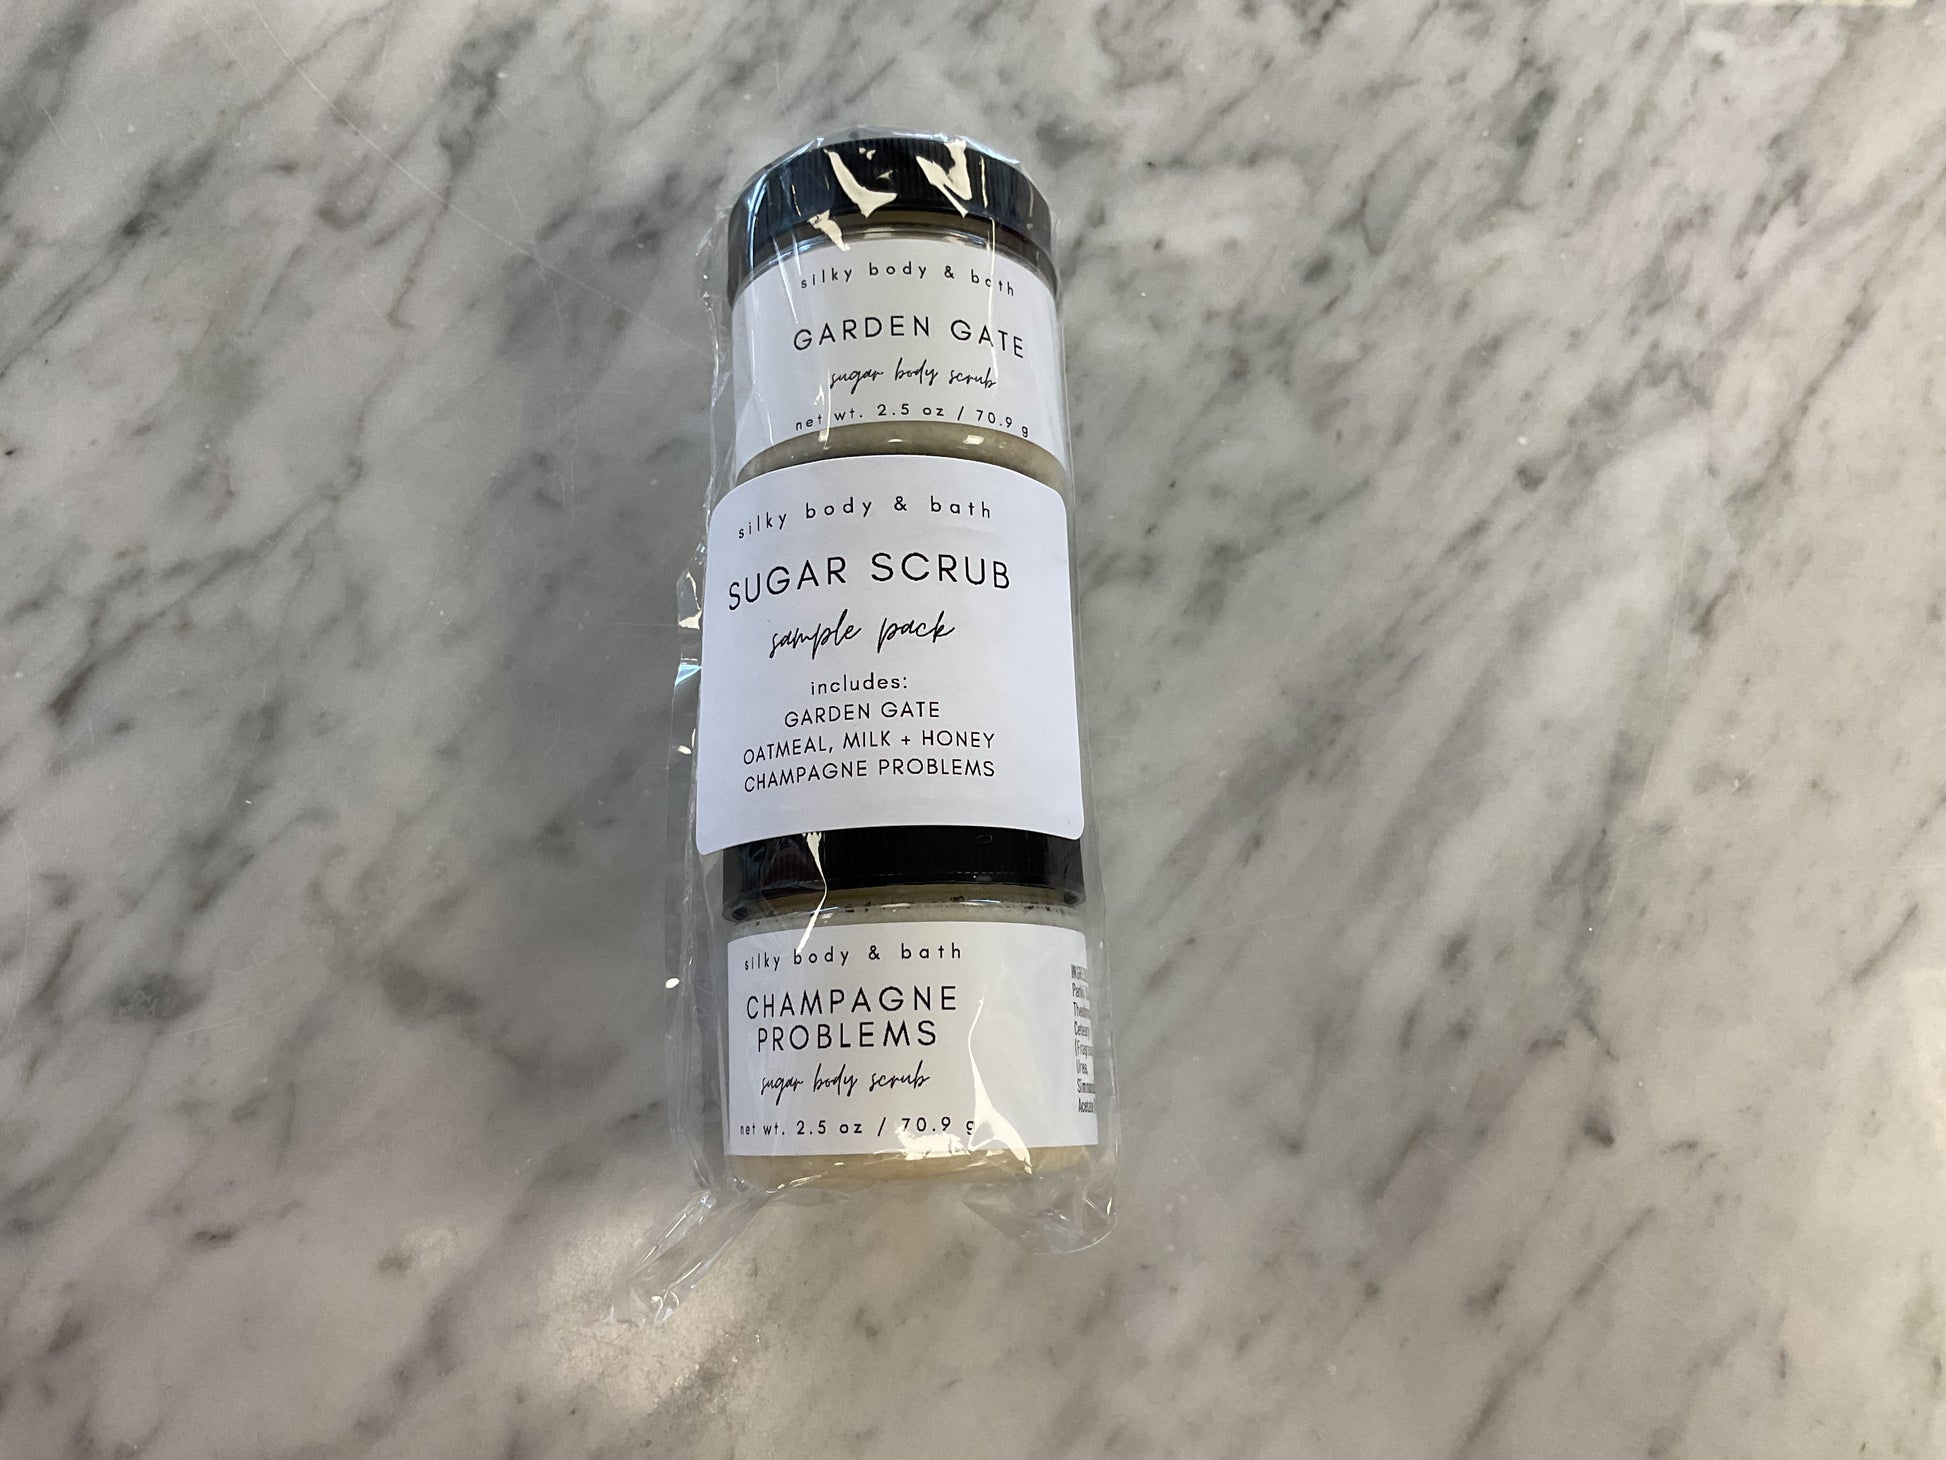 silky body & bath
GARDEN GATE
sugar body scrub
net wt. 2.5 oz / 70.9 g
silky body & bath
SUGAR SCRUB
sample pack
includes:
GARDEN GATE
OATMEAL, MILK + HONEY
CHAMPAGNE PROBLEMS
silky body & bath
CHAMPAGNE
PROBLEMS
sugar body scrub
net wt. 2.5 oz / 70.9 g
Urea,